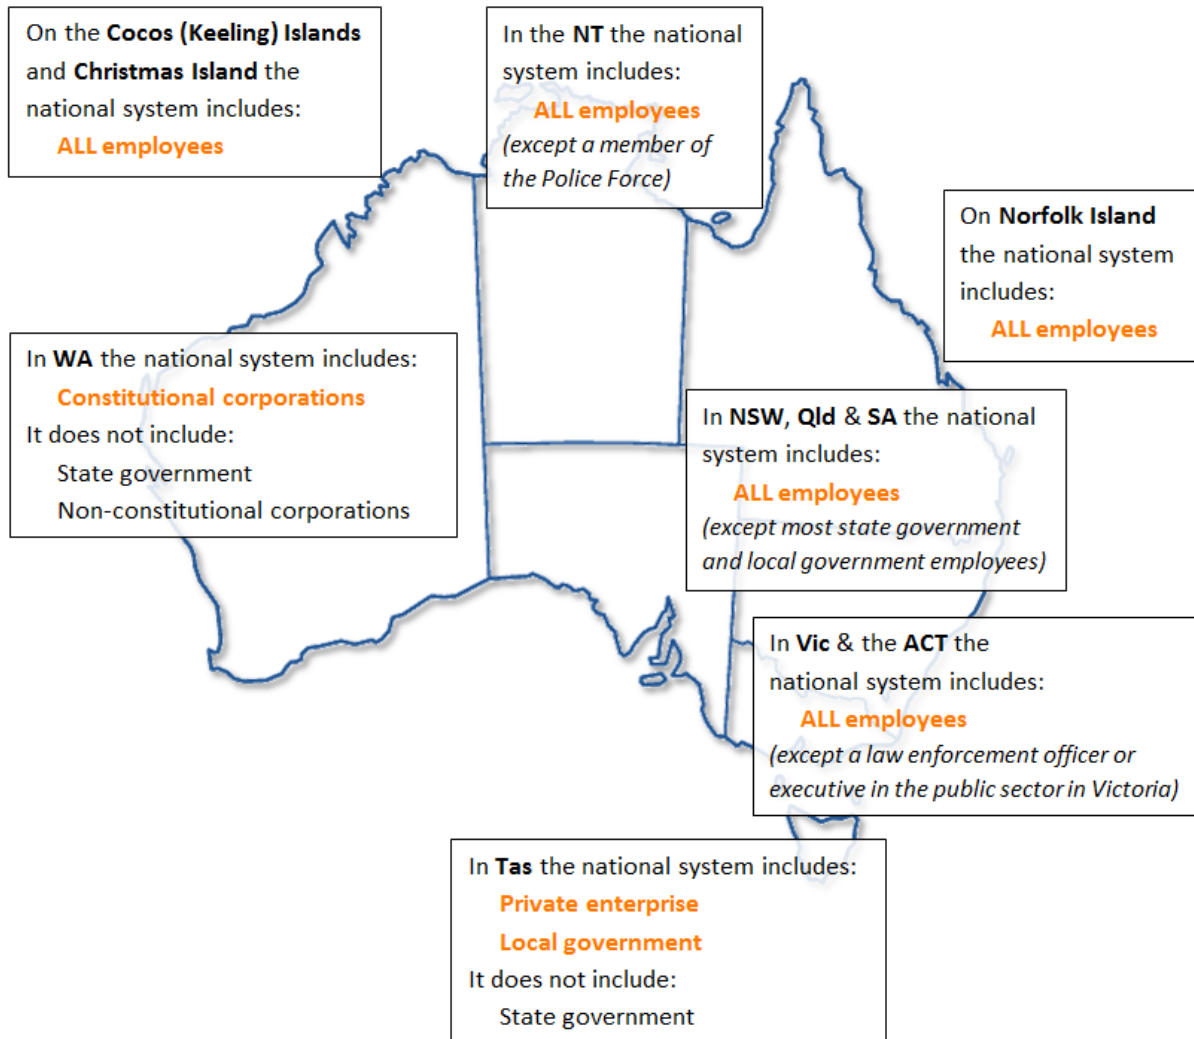 On the Cocos (Keeling) Islands
and Christmas Island the
national system includes:
ALL employees
In the NT the national
system includes:
ALL employees
(except a member of
the Police Force)
On Norfolk Island
the national system
includes:
ALL employees
In WA the national system includes:
Constitutional corporations
It does not include:
State government
Non-constitutional corporations
In NSW, Qld & SA the national
system includes:
ALL employees
(except most state government
and local government employees)
In Vic & the ACT the
national system includes:
ALL employees
(except a law enforcement officer or
executive in the public sector in Victoria)
In Tas the national system includes:
Private enterprise
Local government
It does not include:
State government